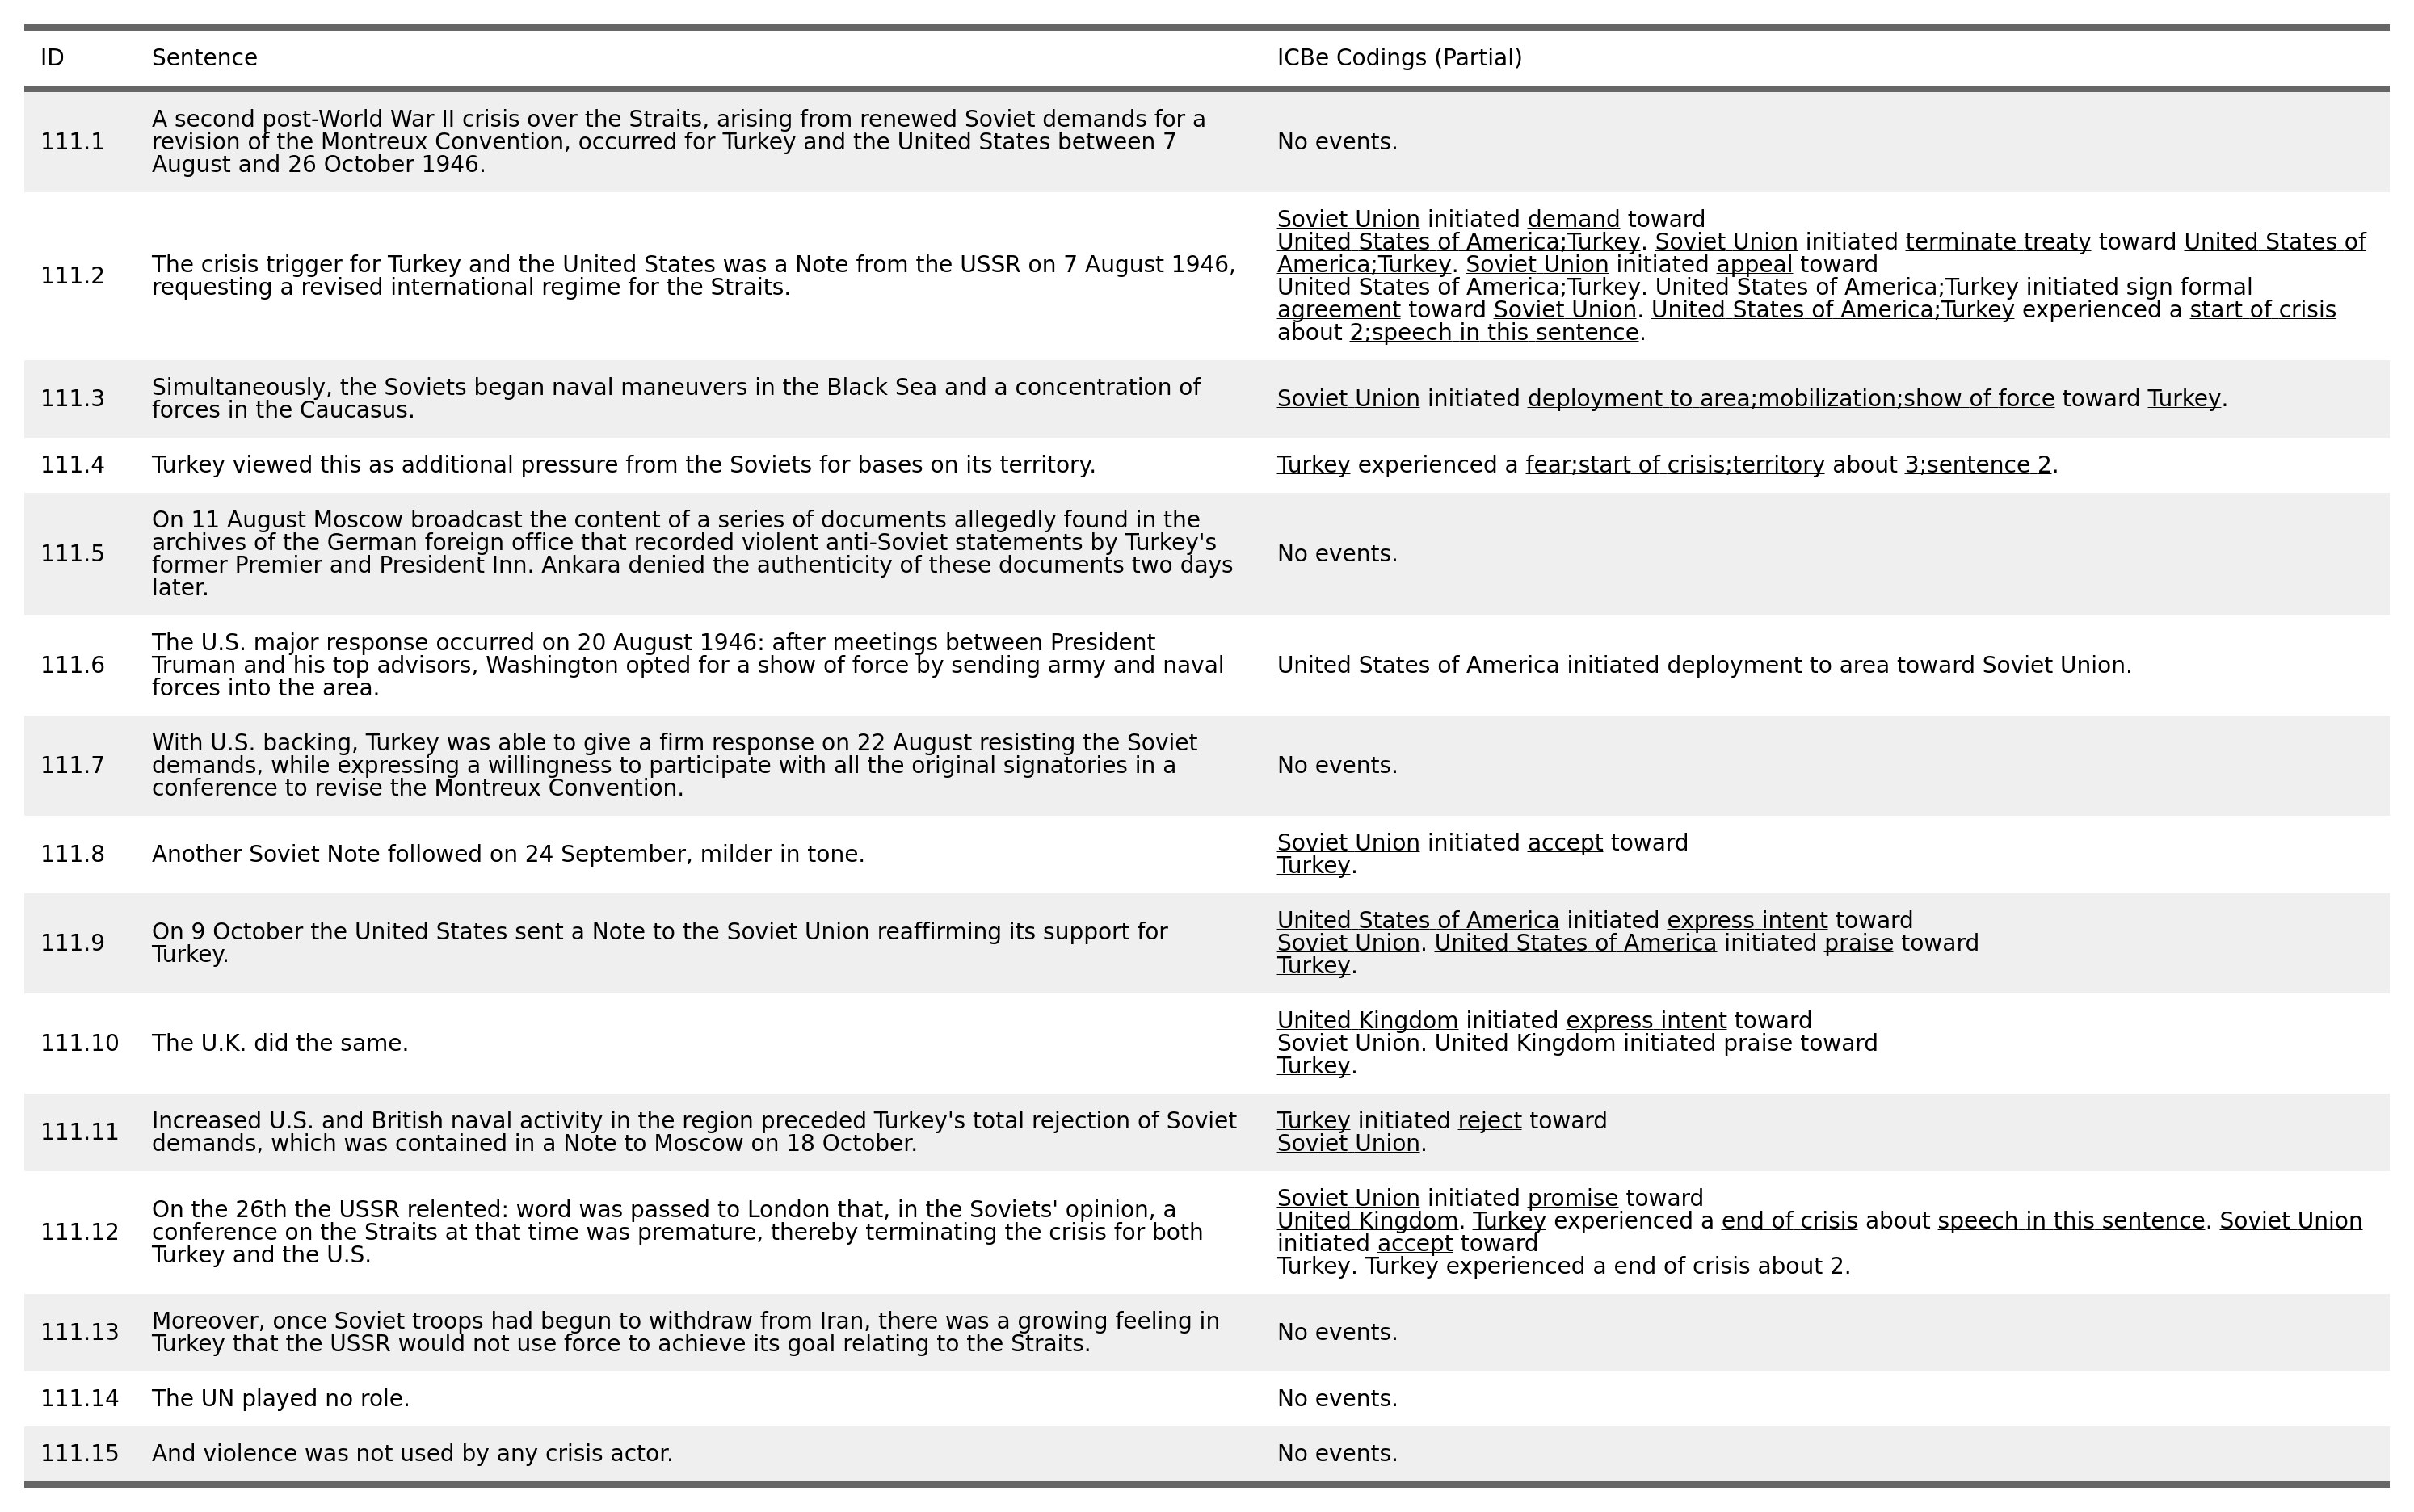 ID Sentence ICBe Codings (Partial)
111.1 A second post-World War II crisis over the Straits, arising from renewed Soviet demands for a
revision of the Montreux Convention, occurred for Turkey and the United States between 7
August and 26 October 1946.
No events.
111.2 The crisis trigger for Turkey and the United States was a Note from the USSR on 7 August 1946,
requesting a revised international regime for the Straits.
Soviet Union initiated demand toward
United States of America;Turkey. Soviet Union initiated terminate treaty toward United States of
America;Turkey. Soviet Union initiated appeal toward
United States of America;Turkey. United States of America;Turkey initiated sign formal
agreement toward Soviet Union. United States of America;Turkey experienced a start of crisis
about 2;speech in this sentence.
111.3 Simultaneously, the Soviets began naval maneuvers in the Black Sea and a concentration of
forces in the Caucasus.
Soviet Union initiated deployment to area;mobilization;show of force toward Turkey.
111.4 Turkey viewed this as additional pressure from the Soviets for bases on its territory.
Turkey experienced a fear;start of crisis;territory about 3;sentence 2.
111.5 On 11 August Moscow broadcast the content of a series of documents allegedly found in the
archives of the German foreign office that recorded violent anti-Soviet statements by Turkey's
former Premier and President Inn. Ankara denied the authenticity of these documents two days
later.
No events.
111.6 The U.S. major response occurred on 20 August 1946: after meetings between President
Truman and his top advisors, Washington opted for a show of force by sending army and naval
forces into the area.
United States of America initiated deployment to area toward Soviet Union.
111.7 With U.S. backing, Turkey was able to give a firm response on 22 August resisting the Soviet
demands, while expressing a willingness to participate with all the original signatories in a
conference to revise the Montreux Convention.
No events.
111.8 Another Soviet Note followed on 24 September, milder in tone.
Soviet Union initiated accept toward
Turkey.
111.9 On 9 October the United States sent a Note to the Soviet Union reaffirming its support for
Turkey.
United States of America initiated express intent toward
Soviet Union. United States of America initiated praise toward
Turkey.
111.10 The U.K. did the same.
United Kingdom initiated express intent toward
Soviet Union. United Kingdom initiated praise toward
Turkey.
111.11 Increased U.S. and British naval activity in the region preceded Turkey's total rejection of Soviet
demands, which was contained in a Note to Moscow on 18 October.
Turkey initiated reject toward
Soviet Union.
111.12 On the 26th the USSR relented: word was passed to London that, in the Soviets' opinion, a
conference on the Straits at that time was premature, thereby terminating the crisis for both
Turkey and the U.S.
Soviet Union initiated promise toward
United Kingdom. Turkey experienced a end of crisis about speech in this sentence. Soviet Union
initiated accept toward
Turkey. Turkey experienced a end of crisis about 2.
111.13 Moreover, once Soviet troops had begun to withdraw from Iran, there was a growing feeling in
Turkey that the USSR would not use force to achieve its goal relating to the Straits.
No events.
111.14 The UN played no role.
No events.
111.15 And violence was not used by any crisis actor.
No events.